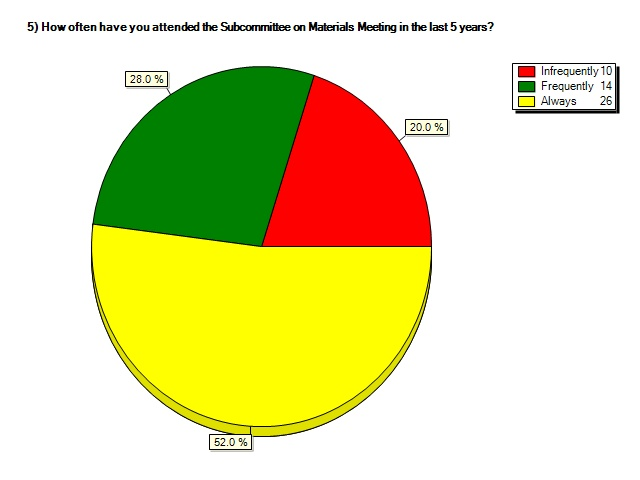 5) How often have you attended the Subcommittee on Materials Meeting in the last 5 years?
Infrequently 10
Frequently 14
Always 26
28.0 %
20.0 %
52.0 %